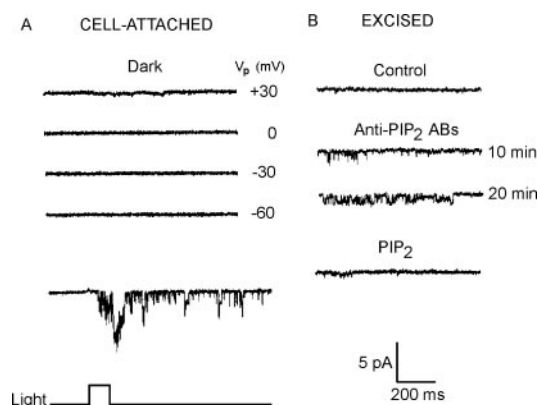 A CELL-ATTACHED
Dark V_p (mV)
+30
0
-30
-60
Light
B EXCISED
Control
Anti-PIP₂ ABs
10 min
20 min
PIP₂
5 pA
200 ms